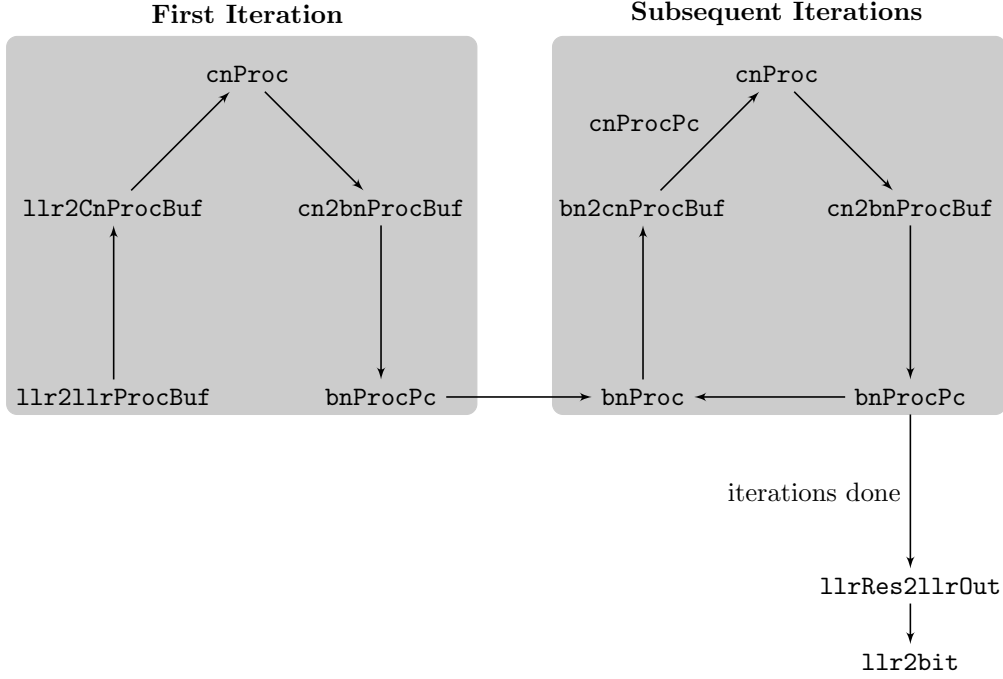 First Iteration
Subsequent Iterations
cnProc
cnProc
cnProcPc
llr2CnProcBuf
cn2bnProcBuf
bn2cnProcBuf
cn2bnProcBuf
llr2llrProcBuf
bnProcPc
bnProc
bnProcPc
iterations done
llrRes2llrOut
llr2bit